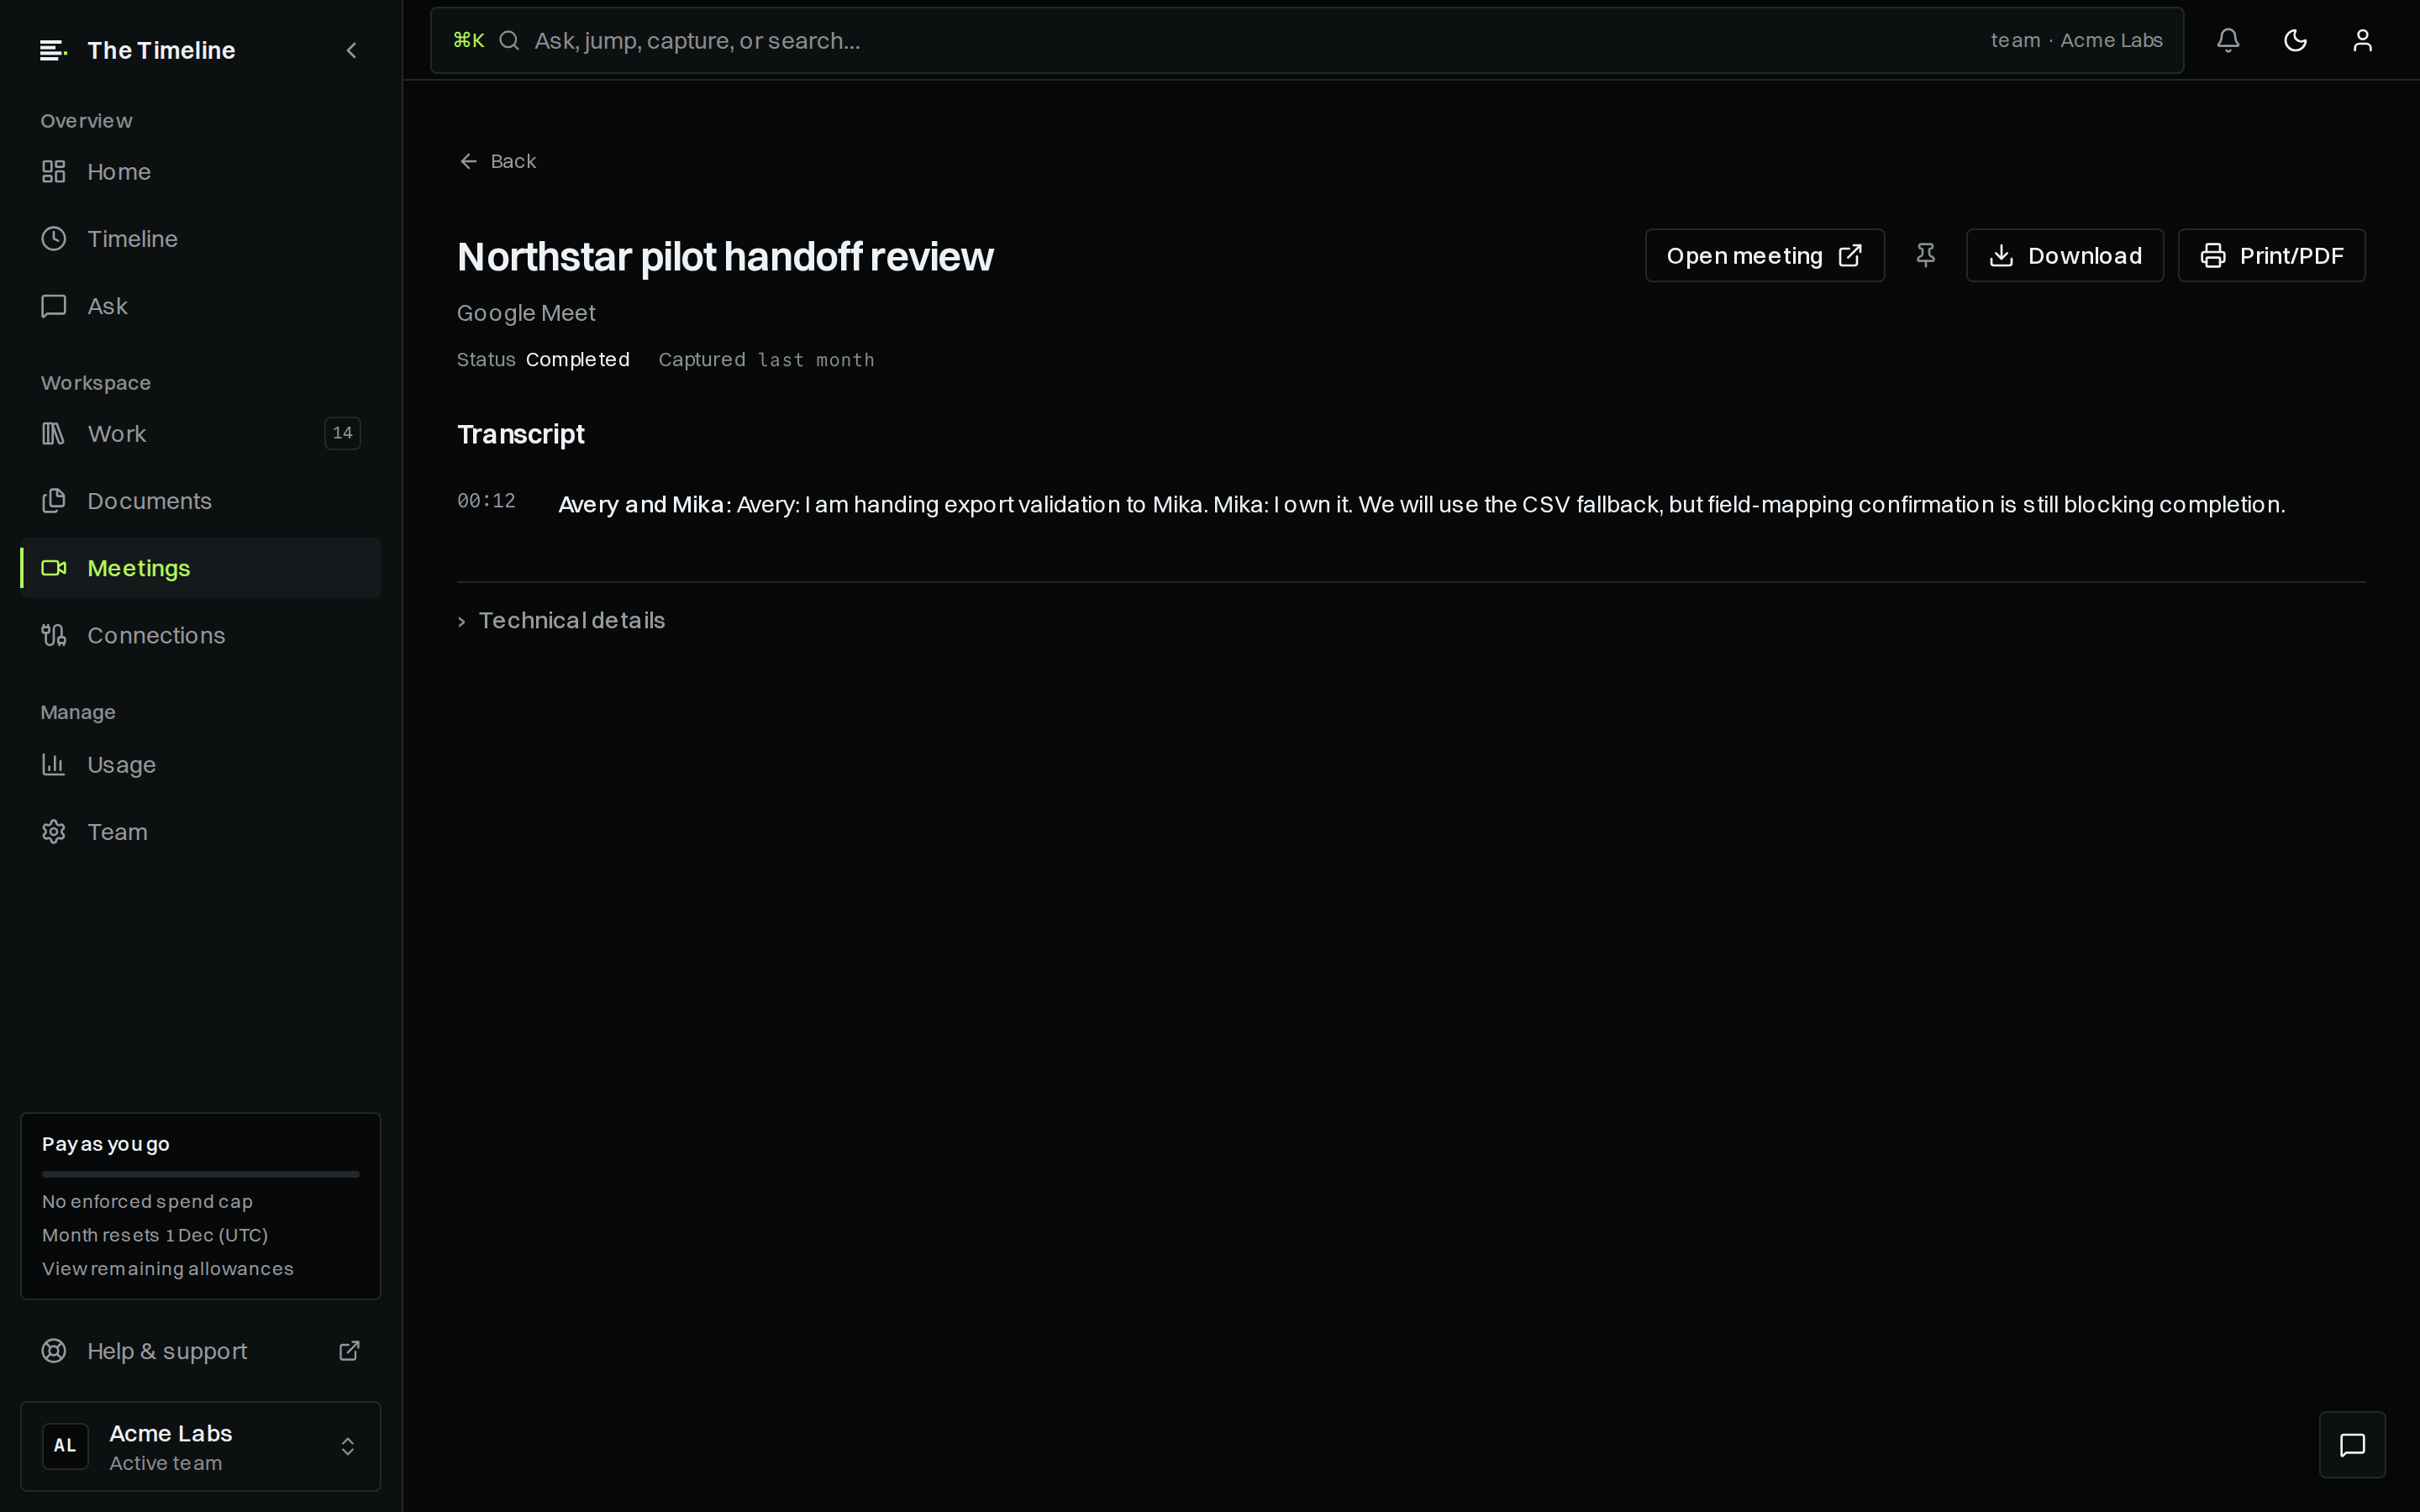 The Timeline
⌘K Ask, jump, capture, or search... team · Acme Labs
Overview
Home
Timeline
Ask
Workspace
Work 14
Documents
Meetings
Connections
Manage
Usage
Team
Pay as you go
No enforced spend cap
Month resets 1 Dec (UTC)
View remaining allowances
Help & support
AL Acme Labs
Active team
Back
Northstar pilot handoff review
Open meeting Download Print/PDF
Google Meet
Status Completed Captured last month
Transcript
00:12 Avery and Mika: Avery: I am handing export validation to Mika. Mika: I own it. We will use the CSV fallback, but field-mapping confirmation is still blocking completion.
› Technical details